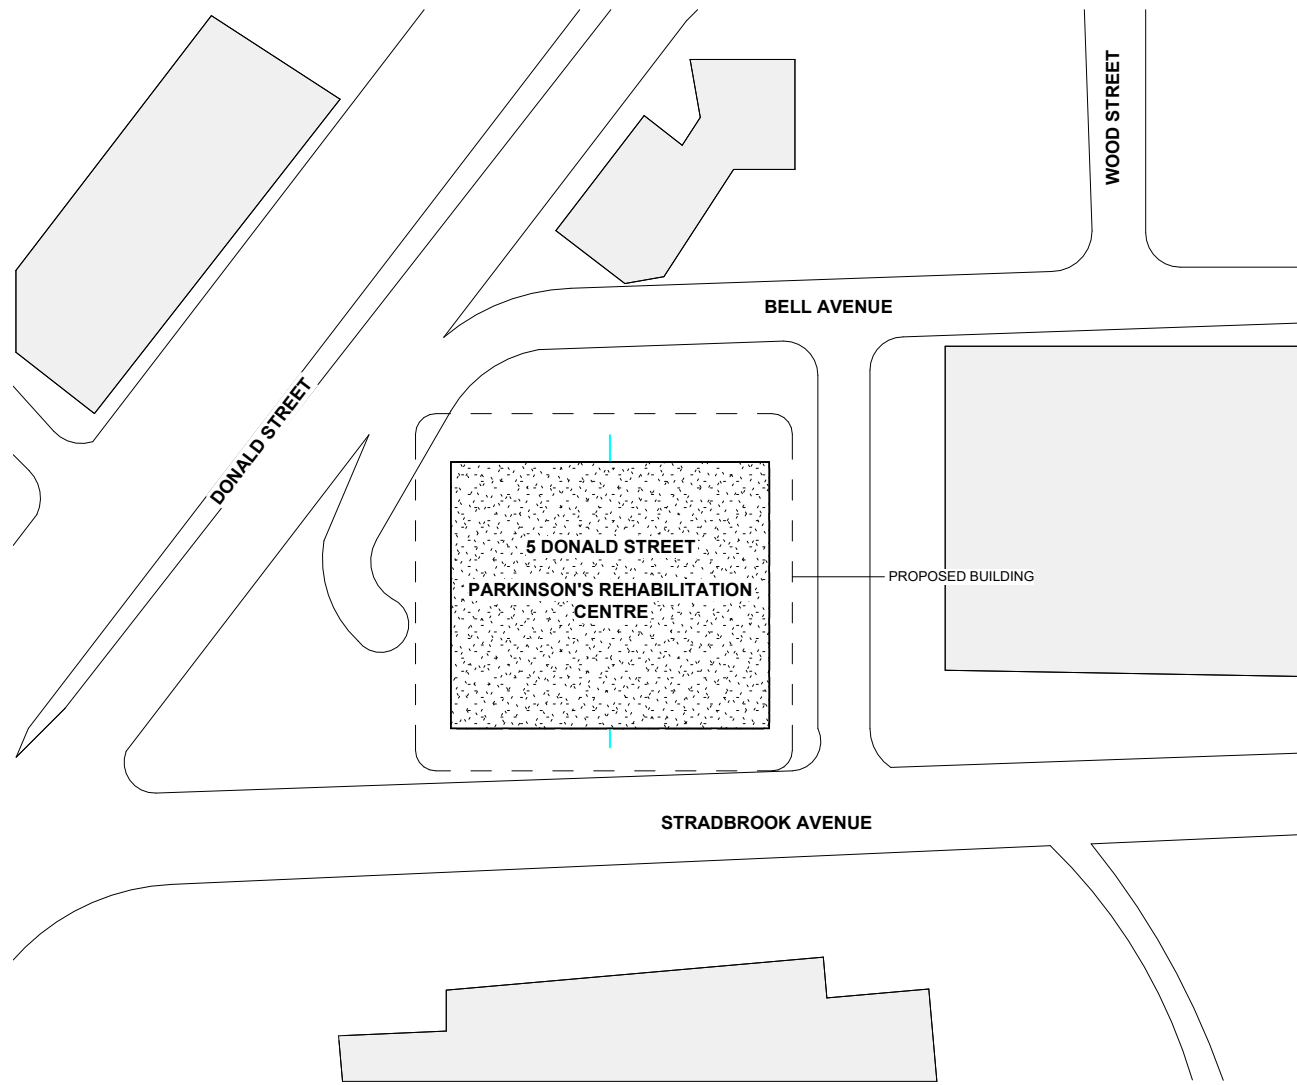 WOOD STREET
BELL AVENUE
DONALD STREET
5 DONALD STREET
PARKINSON'S REHABILITATION
CENTRE
PROPOSED BUILDING
STRADBROOK AVENUE